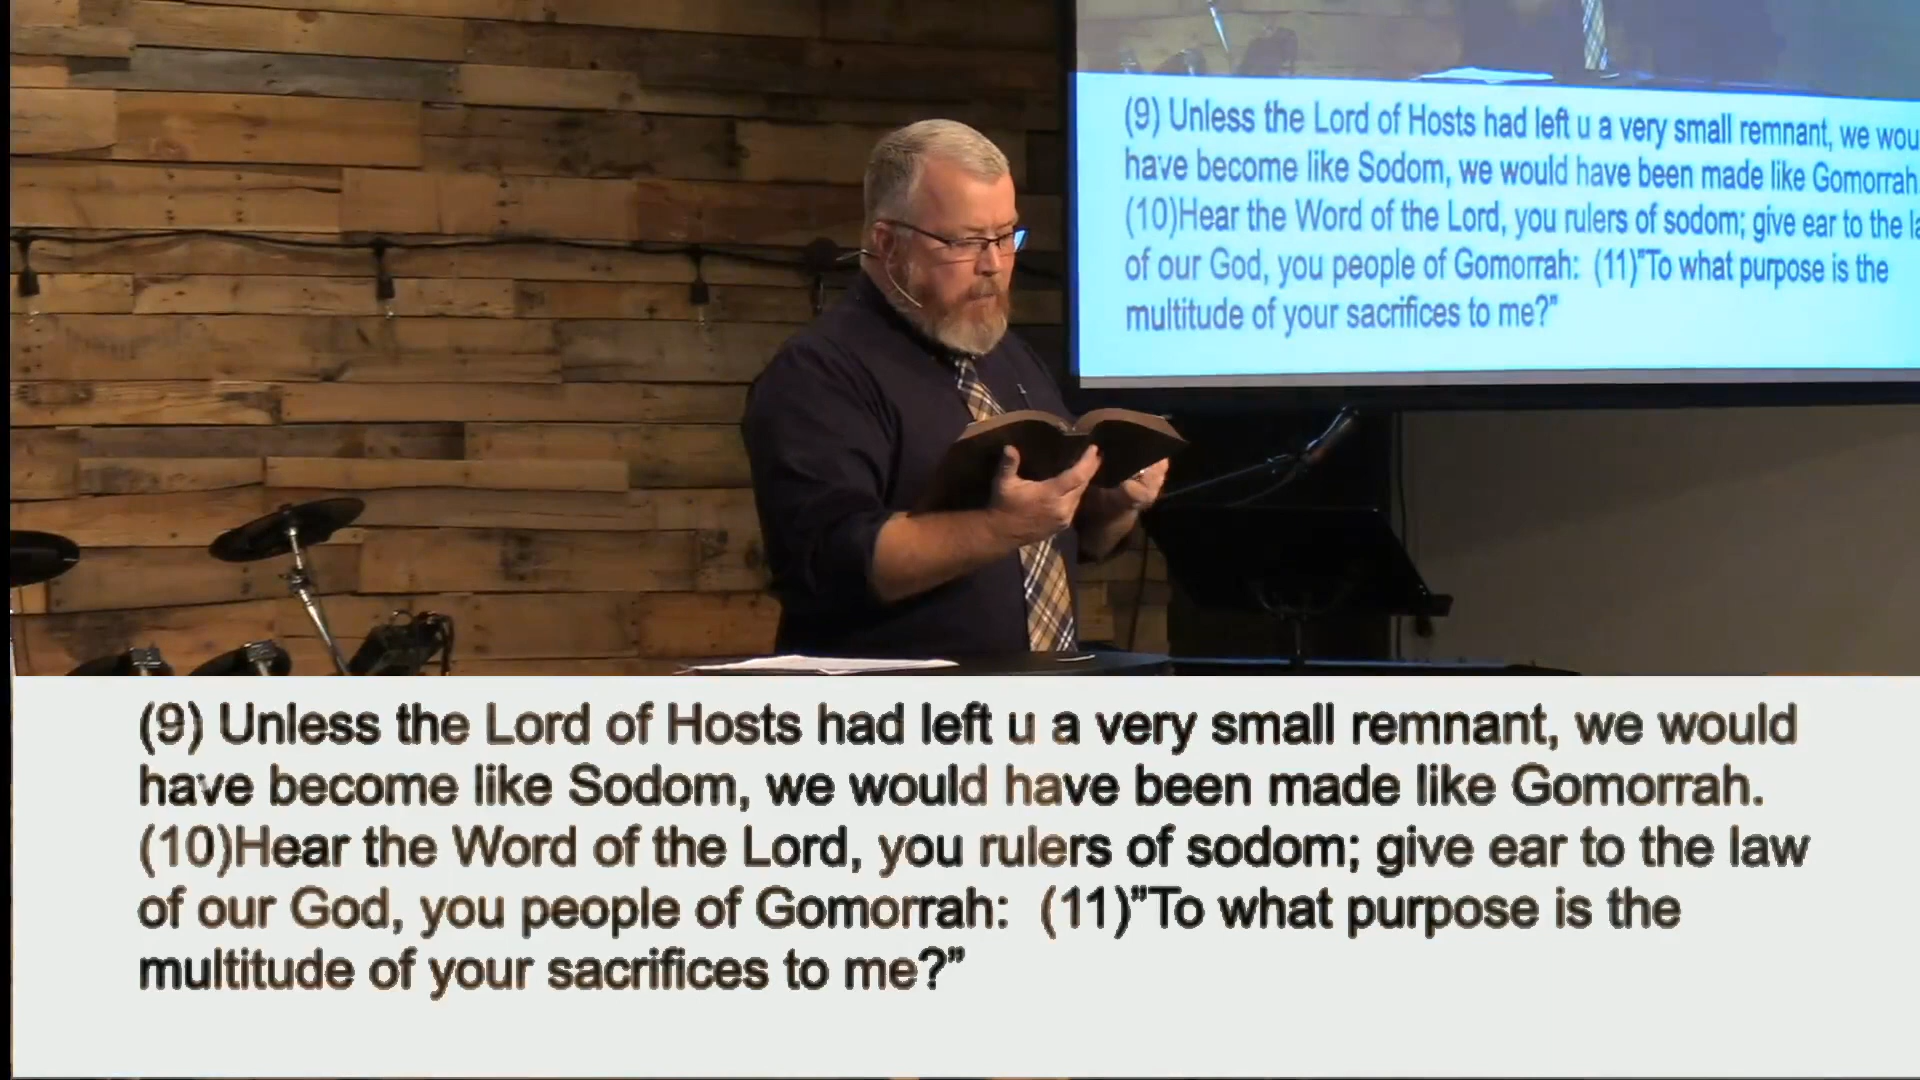 (9) Unless the Lord of Hosts had left u a very small remnant, we wou
have become like Sodom, we would have been made like Gomorrah
(10)Hear the Word of the Lord, you rulers of sodom; give ear to the la
of our God, you people of Gomorrah:  (11)"To what purpose is the
multitude of your sacrifices to me?”
(9) Unless the Lord of Hosts had left u a very small remnant, we would
have become like Sodom, we would have been made like Gomorrah.
(10)Hear the Word of the Lord, you rulers of sodom; give ear to the law
of our God, you people of Gomorrah:  (11)”To what purpose is the
multitude of your sacrifices to me?”